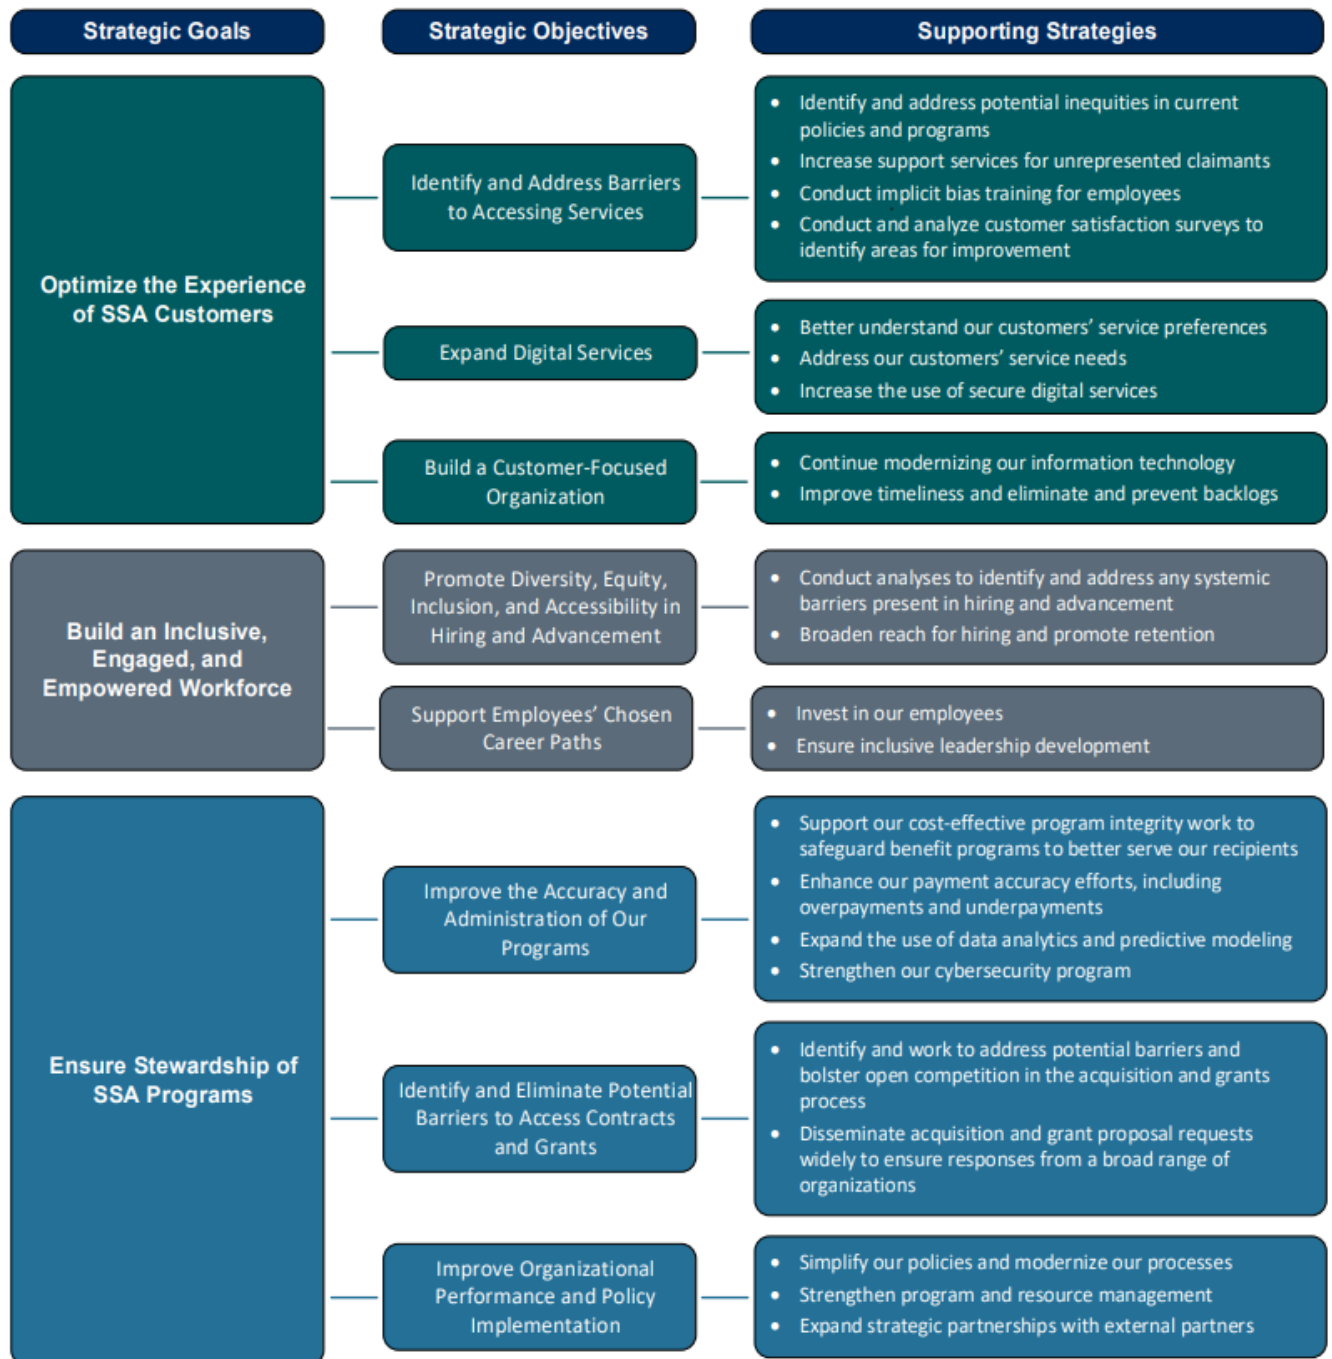 Strategic Goals
Strategic Objectives
Supporting Strategies
Optimize the Experience
of SSA Customers
Identify and Address Barriers
to Accessing Services
• Identify and address potential inequities in current
policies and programs
• Increase support services for unrepresented claimants
• Conduct implicit bias training for employees
• Conduct and analyze customer satisfaction surveys to
identify areas for improvement
Expand Digital Services
• Better understand our customers’ service preferences
• Address our customers’ service needs
• Increase the use of secure digital services
Build a Customer-Focused
Organization
• Continue modernizing our information technology
• Improve timeliness and eliminate and prevent backlogs
Build an Inclusive,
Engaged, and
Empowered Workforce
Promote Diversity, Equity,
Inclusion, and Accessibility in
Hiring and Advancement
• Conduct analyses to identify and address any systemic
barriers present in hiring and advancement
• Broaden reach for hiring and promote retention
Support Employees’ Chosen
Career Paths
• Invest in our employees
• Ensure inclusive leadership development
Ensure Stewardship of
SSA Programs
Improve the Accuracy and
Administration of Our
Programs
• Support our cost-effective program integrity work to
safeguard benefit programs to better serve our recipients
• Enhance our payment accuracy efforts, including
overpayments and underpayments
• Expand the use of data analytics and predictive modeling
• Strengthen our cybersecurity program
Identify and Eliminate Potential
Barriers to Access Contracts
and Grants
• Identify and work to address potential barriers and
bolster open competition in the acquisition and grants
process
• Disseminate acquisition and grant proposal requests
widely to ensure responses from a broad range of
organizations
Improve Organizational
Performance and Policy
Implementation
• Simplify our policies and modernize our processes
• Strengthen program and resource management
• Expand strategic partnerships with external partners